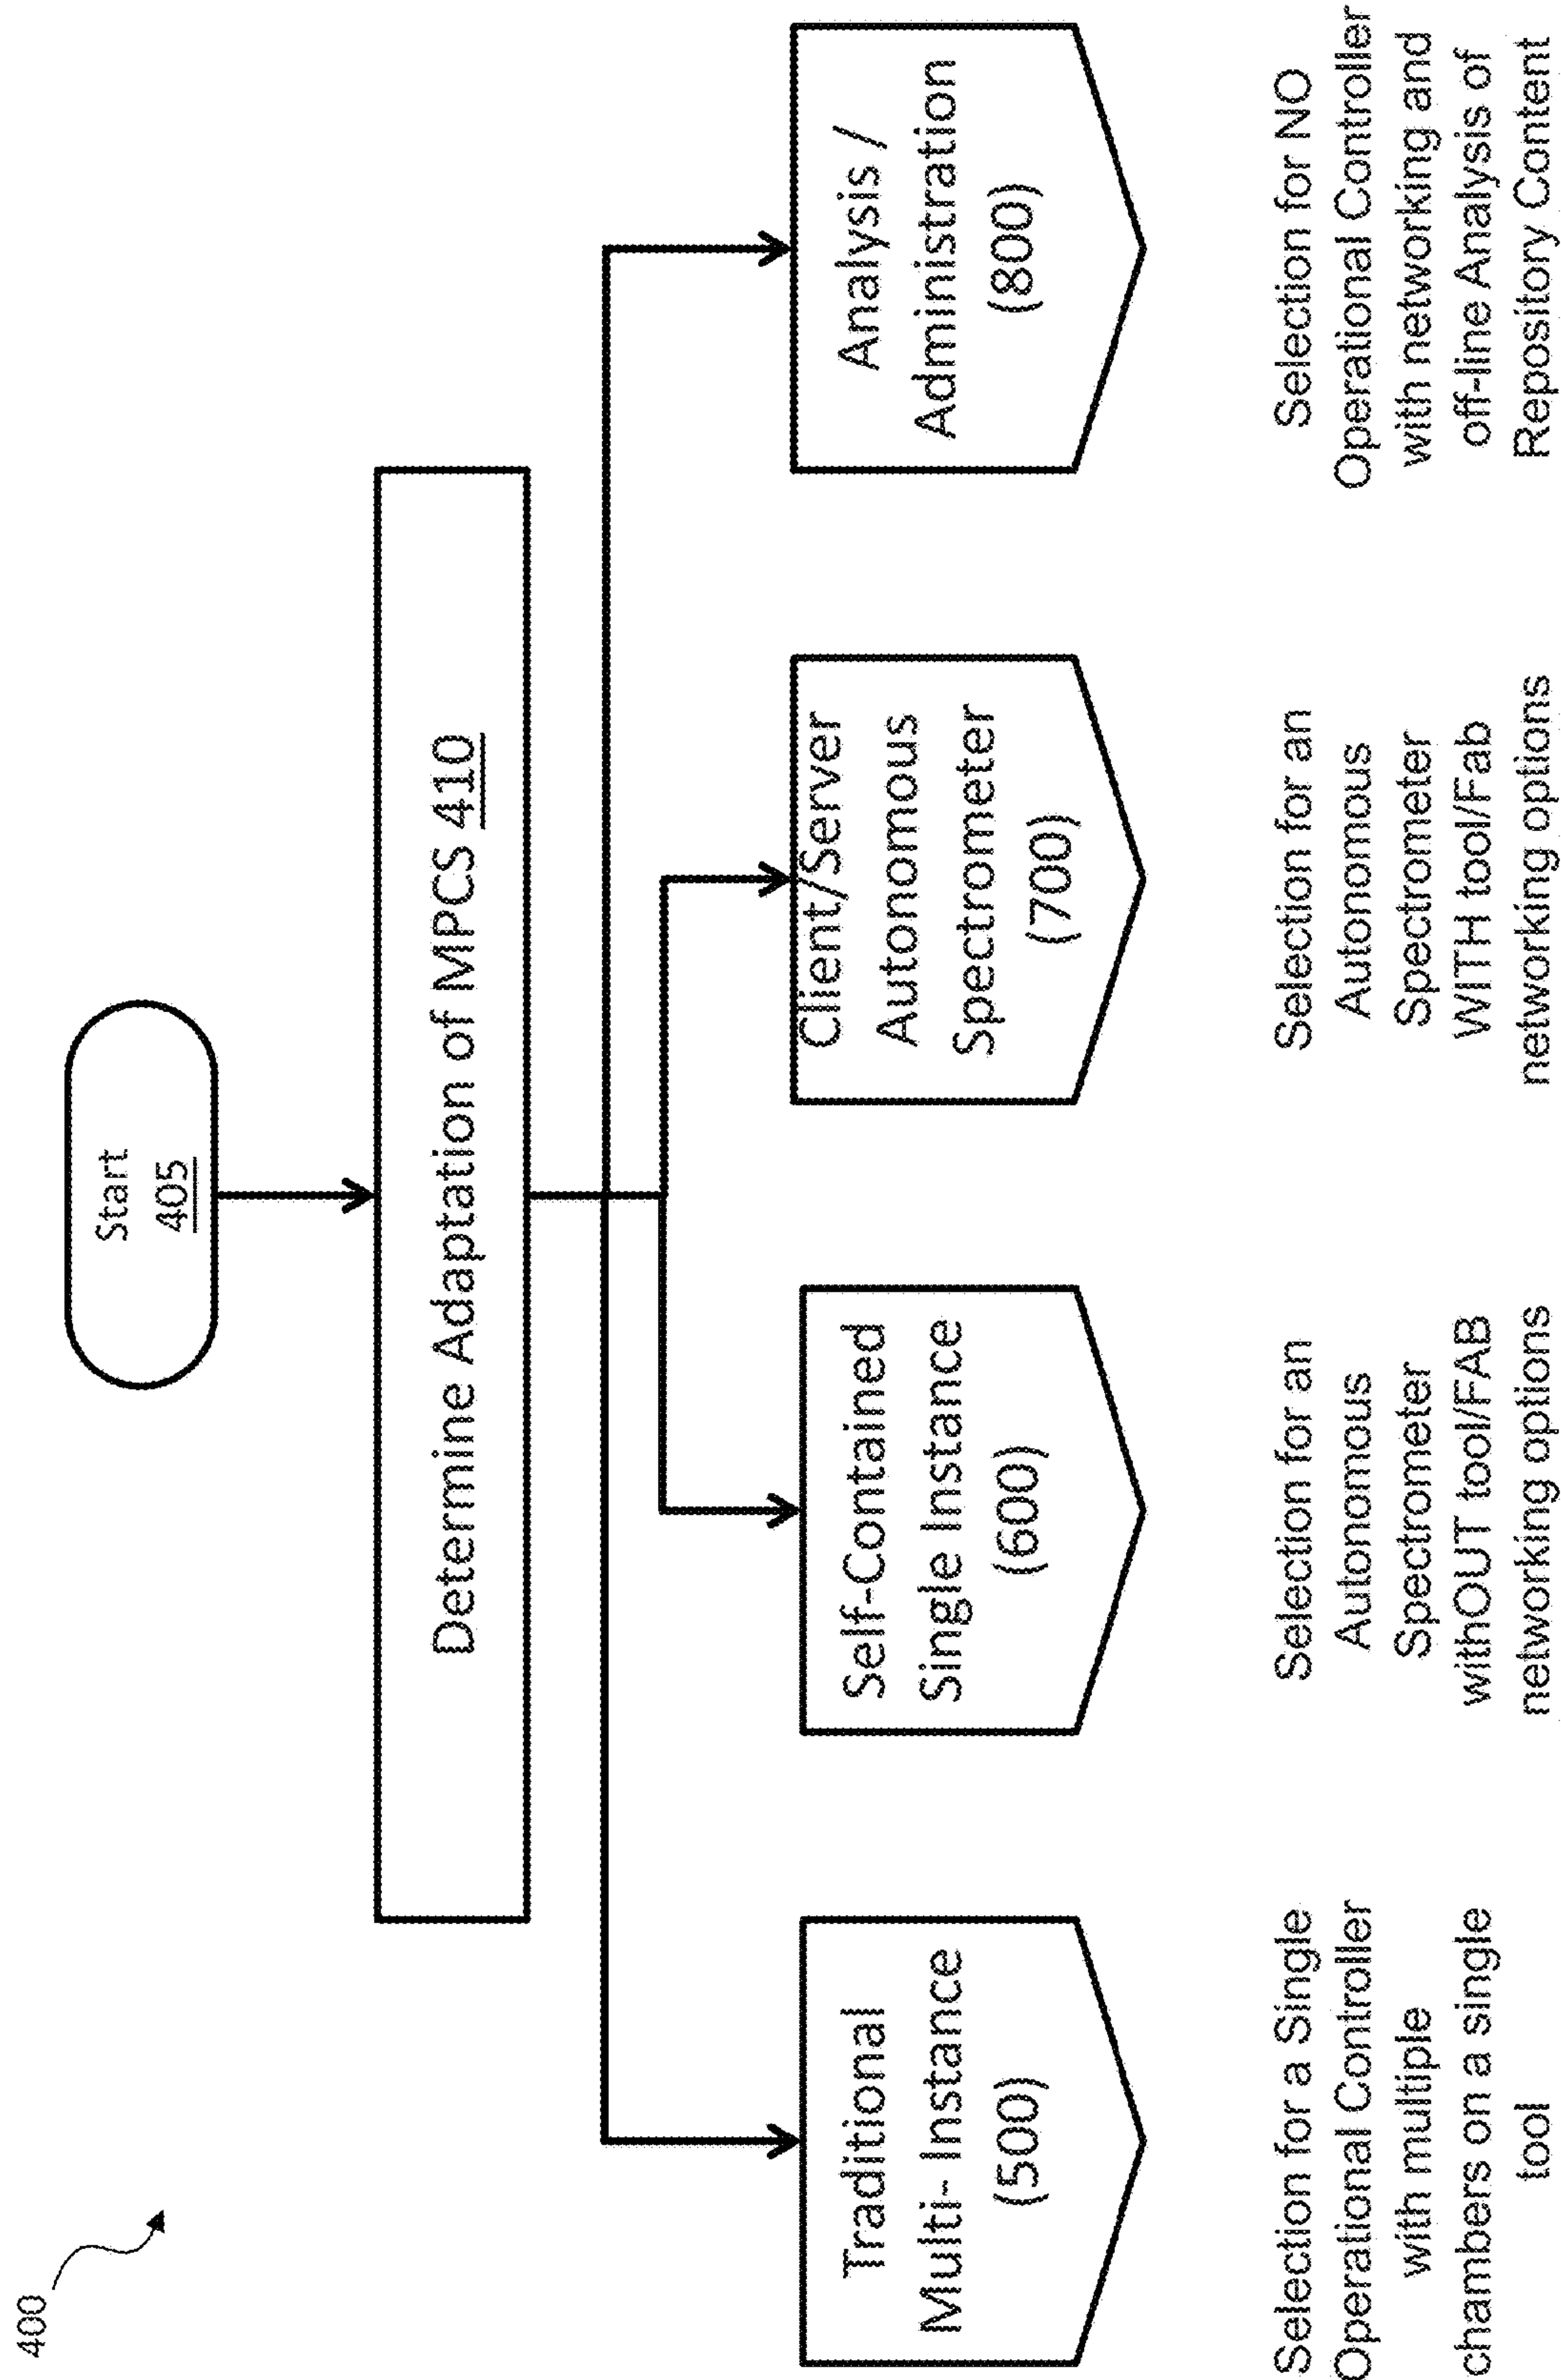 400
Start
405
Determine Adaptation of MPCS 410
Traditional
Multi- Instance
(500)
Self-Contained
Single Instance
(600)
Client/Server
Autonomous
Spectrometer
(700)
Analysis /
Administration
(800)
Selection for a Single
Operational Controller
with multiple
chambers on a single
tool
Selection for an
Autonomous
Spectrometer
withOUT tool/FAB
networking options
Selection for an
Autonomous
Spectrometer
WITH tool/Fab
networking options
Selection for NO
Operational Controller
with networking and
off-line Analysis of
Repository Content